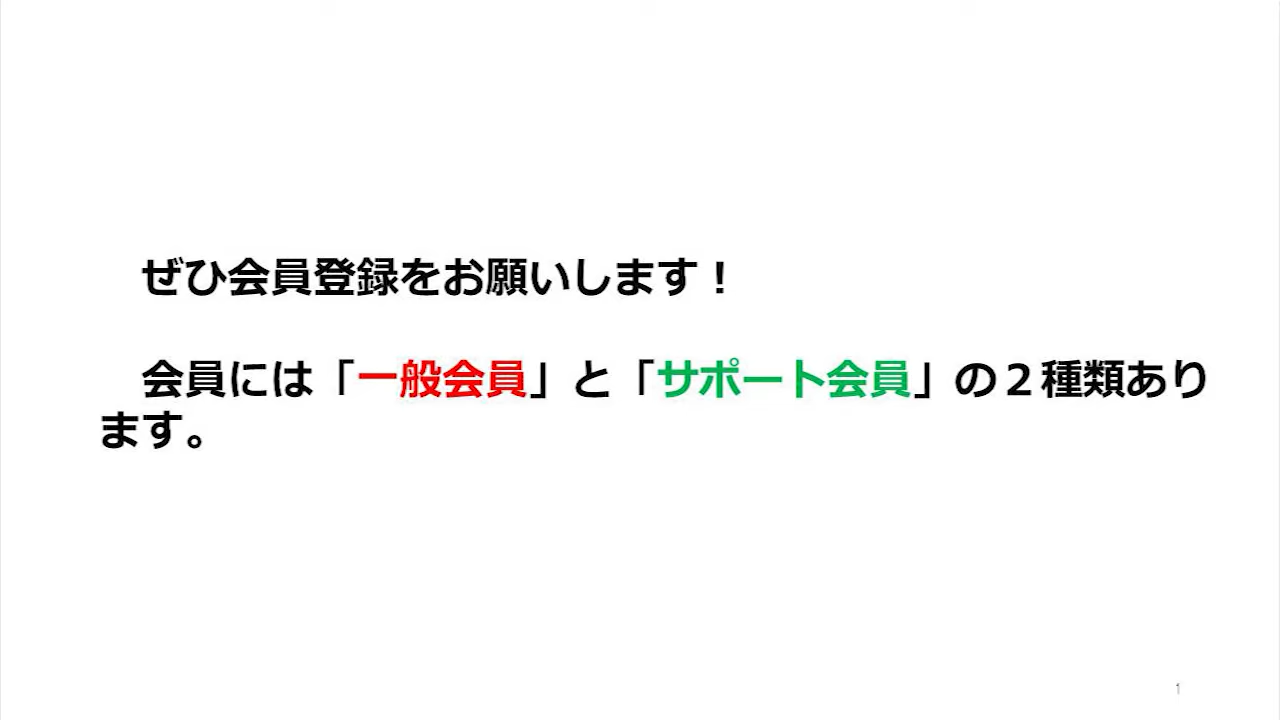 ぜひ会員登録をお願いします！
会員には「一般会員」と「サポート会員」の２種類あり
ます。
1